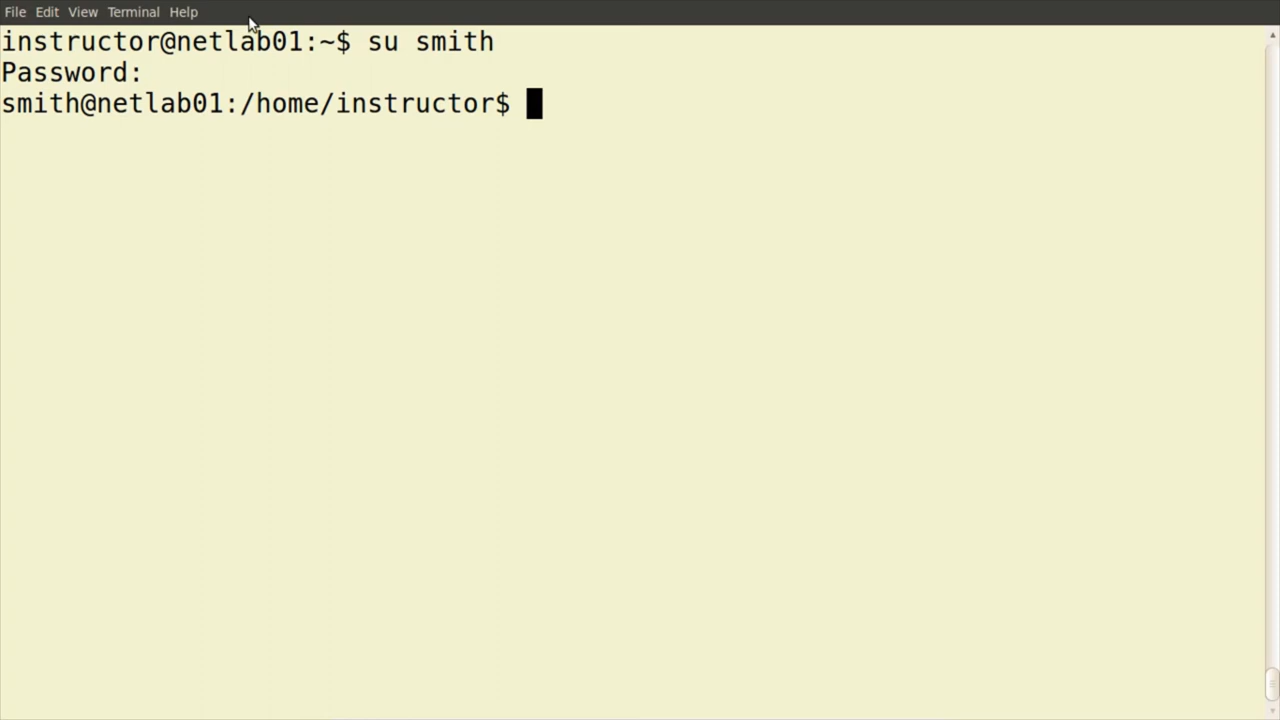 File Edit View Terminal Help
instructor@netlab01:~$ su smith
Password:
smith@netlab01:/home/instructor$